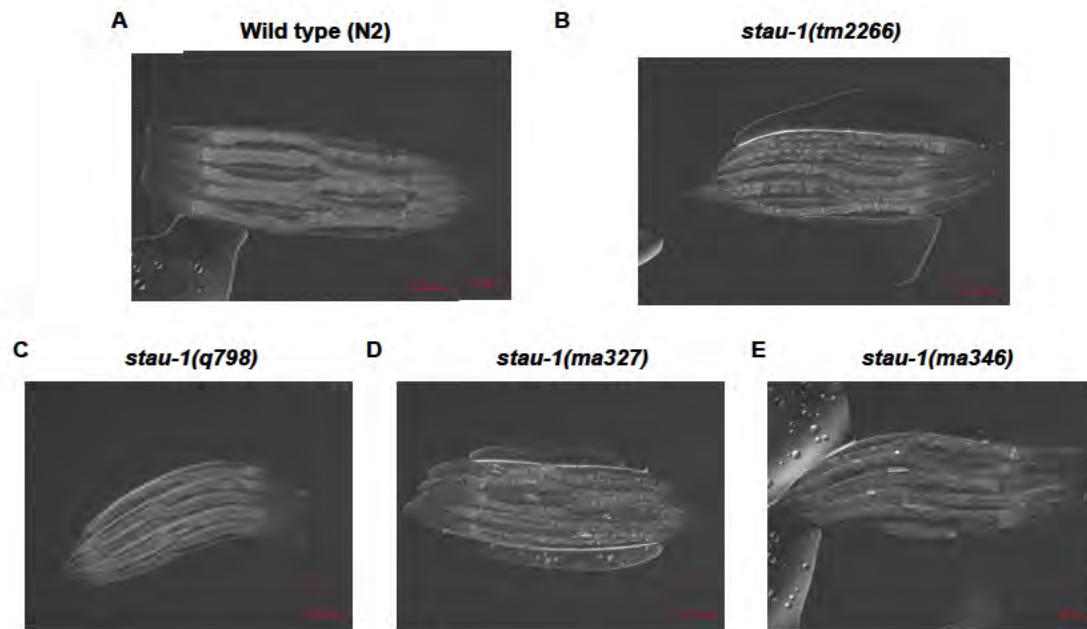 A
Wild type (N2)
B
stau-1(tm2266)
C
stau-1(q798)
D
stau-1(ma327)
E
stau-1(ma346)